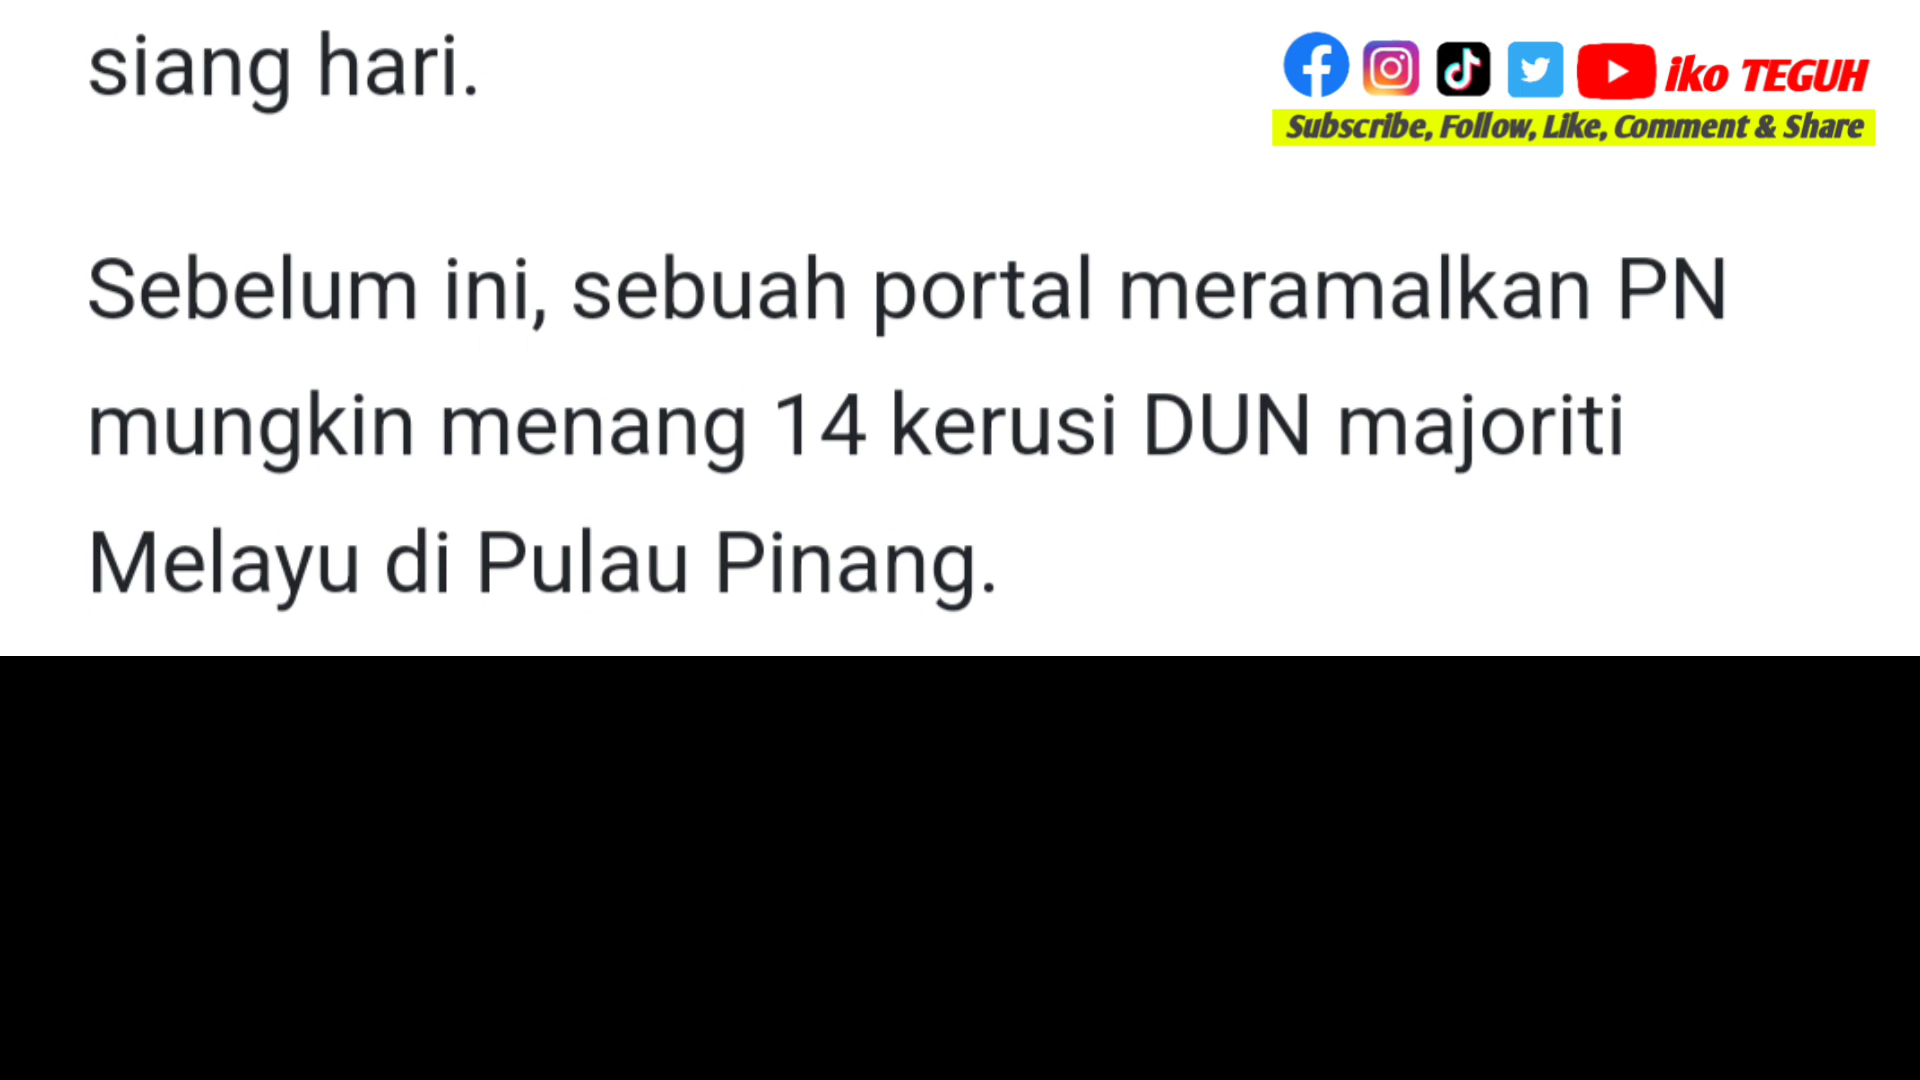 siang hari.
iko TEGUH
Subscribe, Follow, Like, Comment & Share
Sebelum ini, sebuah portal meramalkan PN
mungkin menang 14 kerusi DUN majoriti
Melayu di Pulau Pinang.